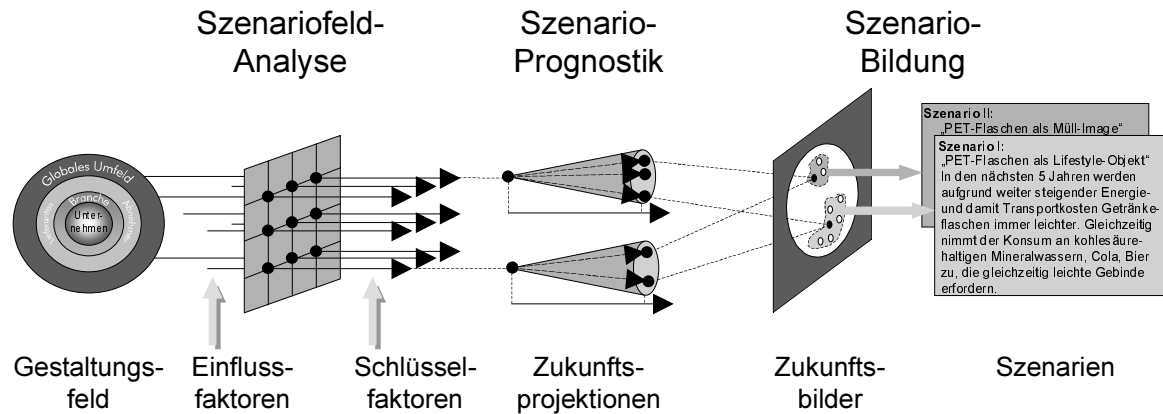 Szenariofeld-
Analyse
Szenario-
Prognostik
Szenario-
Bildung
Globales Umfeld
Branche
Lieferanten
Abnehmer
Unter-
nehmen
Szenario II:
„PET-Flaschen als Müll-Image“
Szenario I:
„PET-Flaschen als Lifestyle-Objekt“
In den nächsten 5 Jahren werden
aufgrund weiter steigender Energie-
und damit Transportkosten Getränke-
flaschen immer leichter. Gleichzeitig
nimmt der Konsum an kohlesäure-
haltigen Mineralwassern, Cola, Bier
zu, die gleichzeitig leichte Gebinde
erfordern.
Gestaltungs-
feld
Einfluss-
faktoren
Schlüssel-
faktoren
Zukunfts-
projektionen
Zukunfts-
bilder
Szenarien